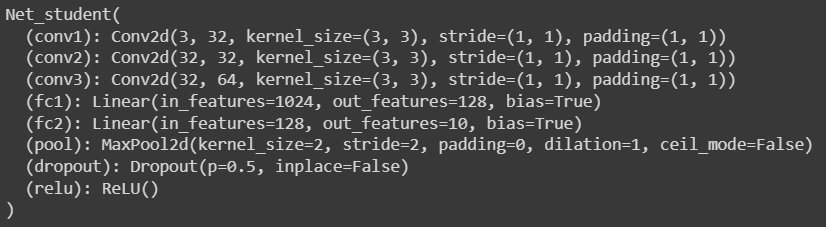 Net_student(
  (conv1): Conv2d(3, 32, kernel_size=(3, 3), stride=(1, 1), padding=(1, 1))
  (conv2): Conv2d(32, 32, kernel_size=(3, 3), stride=(1, 1), padding=(1, 1))
  (conv3): Conv2d(32, 64, kernel_size=(3, 3), stride=(1, 1), padding=(1, 1))
  (fc1): Linear(in_features=1024, out_features=128, bias=True)
  (fc2): Linear(in_features=128, out_features=10, bias=True)
  (pool): MaxPool2d(kernel_size=2, stride=2, padding=0, dilation=1, ceil_mode=False)
  (dropout): Dropout(p=0.5, inplace=False)
  (relu): ReLU()
)